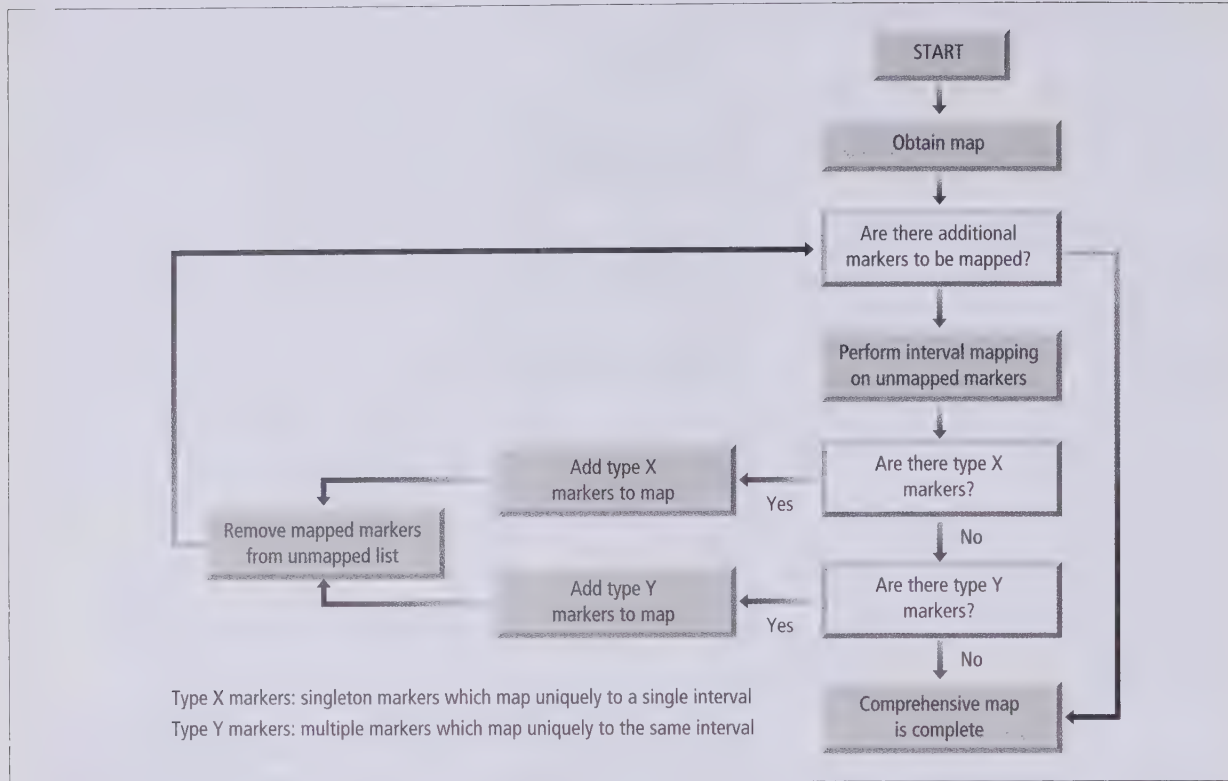 START
Obtain map
Are there additional
markers to be mapped?
Perform interval mapping
on unmapped markers
Are there type X
markers?
Yes
Add type X
markers to map
No
Remove mapped markers
from unmapped list
Are there type Y
markers?
Yes
Add type Y
markers to map
No
Comprehensive map
is complete
Type X markers: singleton markers which map uniquely to a single interval
Type Y markers: multiple markers which map uniquely to the same interval